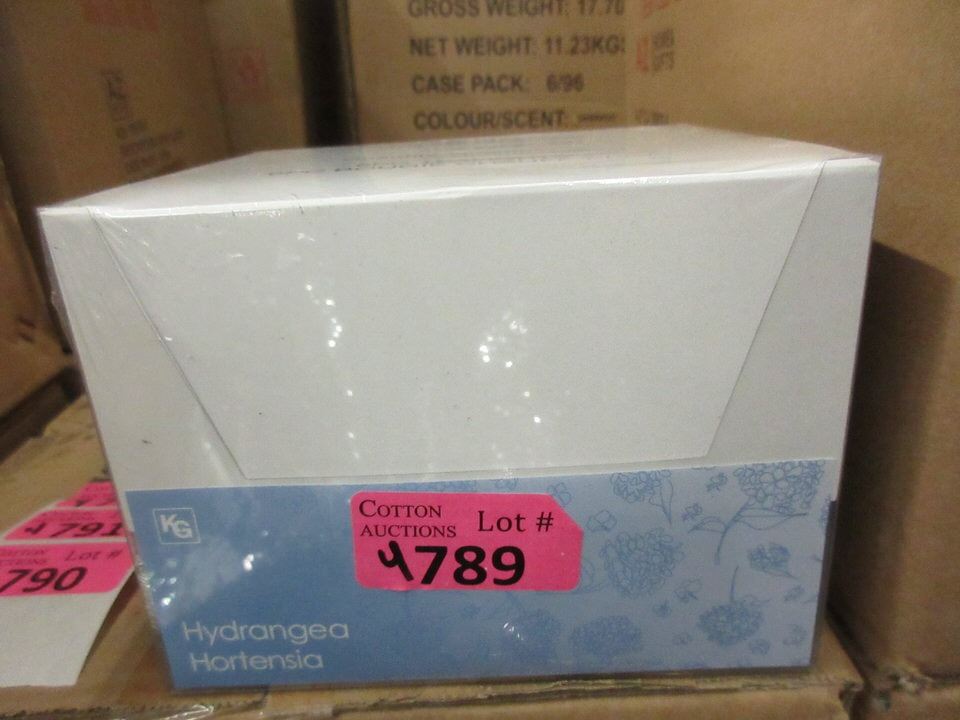 GROSS WEIGHT: 17.70
NET WEIGHT: 11.23KGS
CASE PACK: 6/96
COLOUR/SCENT:
KG
COTTON
AUCTIONS
Lot #
4789
Hydrangea
Hortensia
4791
Lot #
790